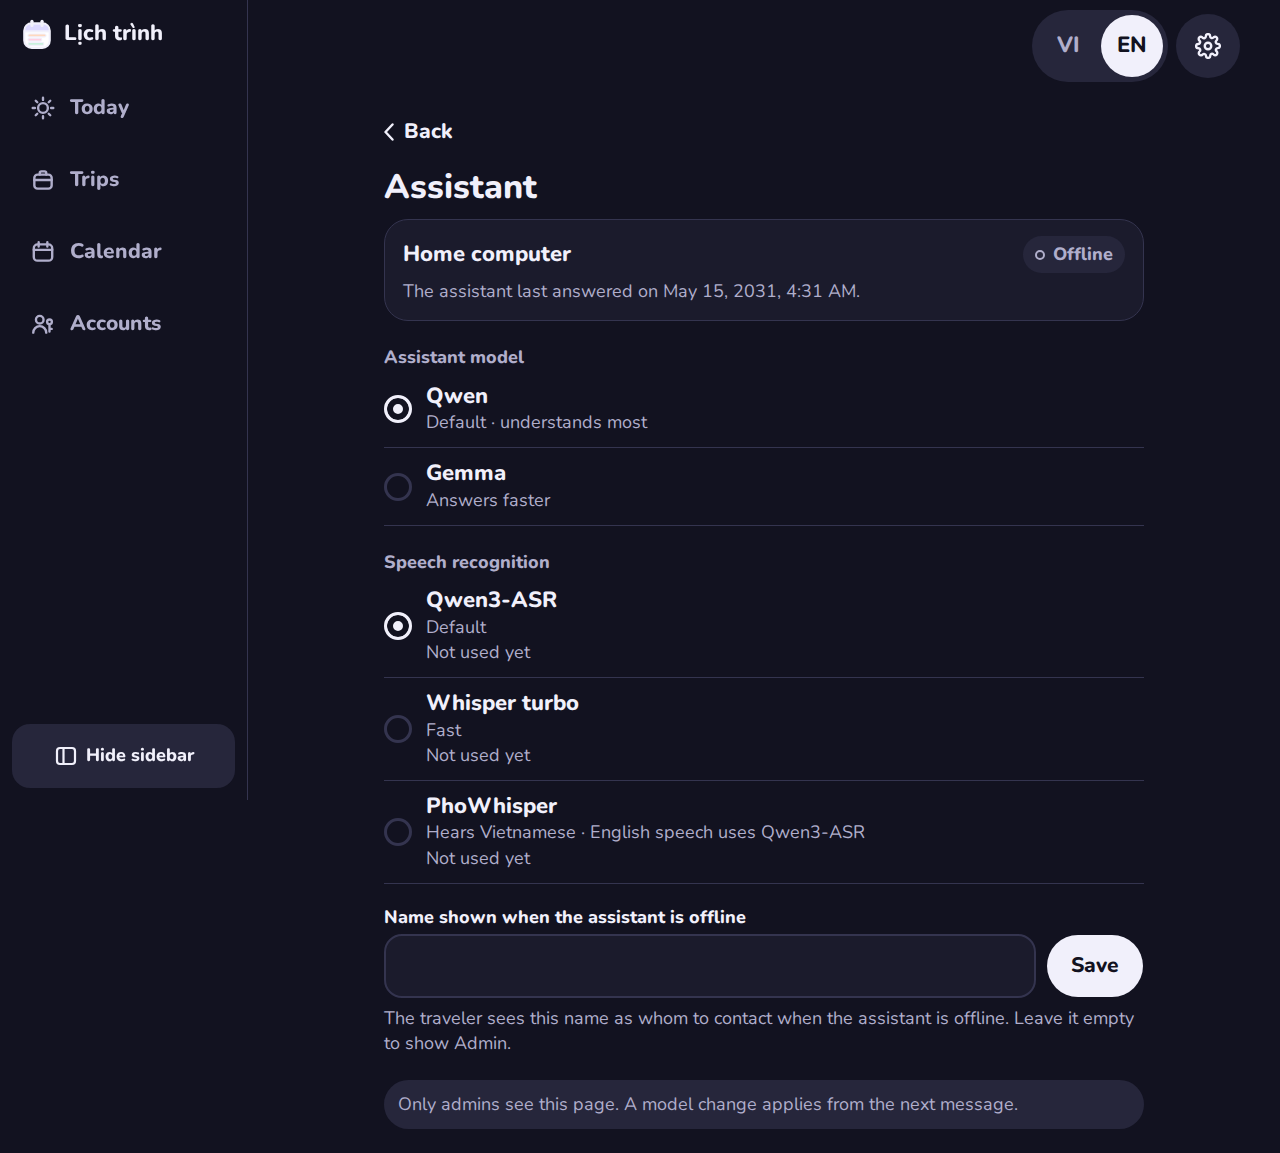 Lịch trình
VI
EN
Today
Trips
Calendar
Accounts
Hide sidebar
Back
Assistant
Home computer
Offline
The assistant last answered on May 15, 2031, 4:31 AM.
Assistant model
Qwen
Default · understands most
Gemma
Answers faster
Speech recognition
Qwen3-ASR
Default
Not used yet
Whisper turbo
Fast
Not used yet
PhoWhisper
Hears Vietnamese · English speech uses Qwen3-ASR
Not used yet
Name shown when the assistant is offline
Save
The traveler sees this name as whom to contact when the assistant is offline. Leave it empty
to show Admin.
Only admins see this page. A model change applies from the next message.